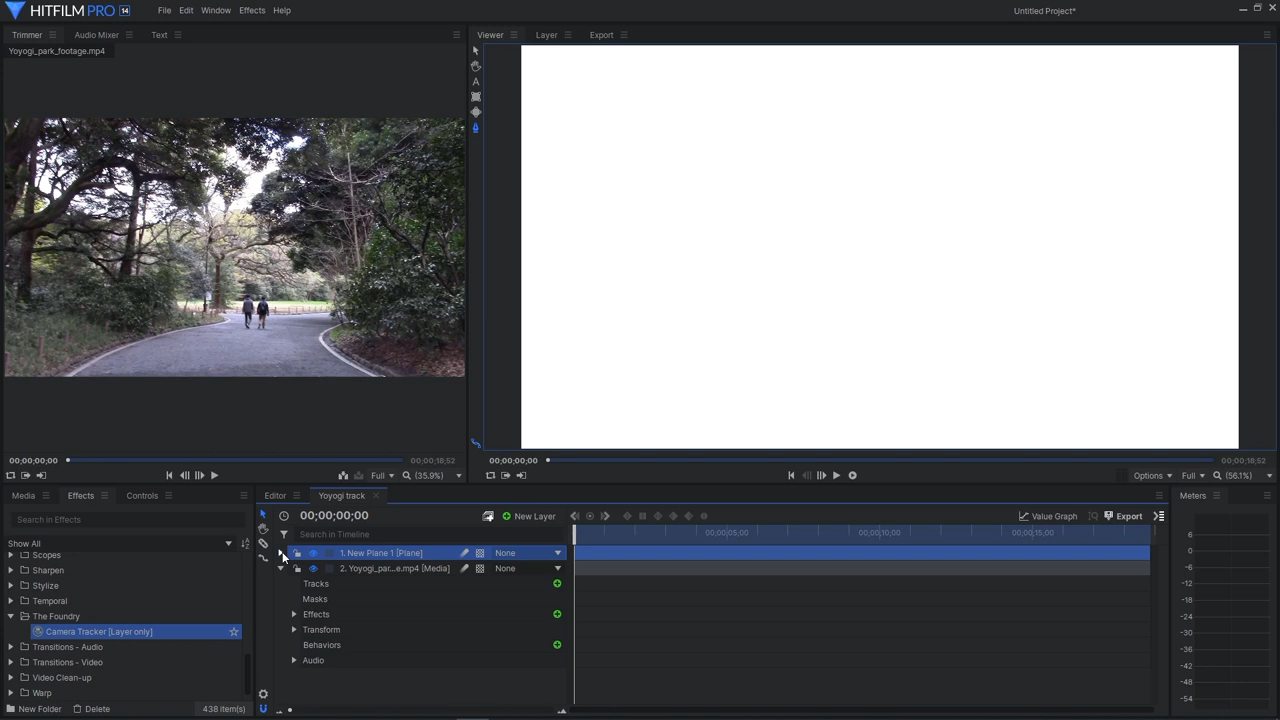 HITFILM PRO 14
File Edit Window Effects Help
Untitled Project*
Trimmer Audio Mixer Text
Viewer Layer Export
Yoyogi_park_footage.mp4
00;00;00;00
00;00;16;52
Full (35.9%)
00;00;00;00
00;00;18;52
Options Full (56.1%)
Media Effects Controls
Search in Effects
Show All
Scopes
Sharpen
Stylize
Temporal
The Foundry
Camera Tracker [Layer only]
Transitions - Audio
Transitions - Video
Video Clean-up
Warp
New Folder Delete 438 item(s)
Editor Yoyogi track
00;00;00;00 New Layer Value Graph Export
Search in Timeline
00;00;05;00 00;00;10;00 00;00;15;00
1. New Plane 1 [Plane] None
2. Yoyogi_par...e.mp4 [Media] None
Tracks
Masks
Effects
Transform
Behaviors
Audio
Meters
6
0
-6
-12
-18
-24
-30
-36
-42
-48
-54